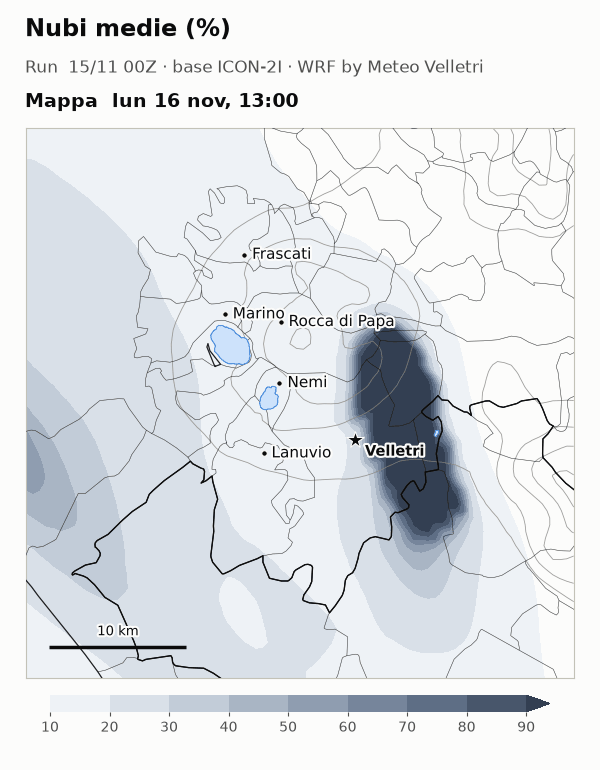 Nubi medie (%)
Run 15/11 00Z · base ICON-2I · WRF by Meteo Velletri
Mappa lun 16 nov, 13:00
Frascati
Marino
Rocca di Papa
Nemi
Velletri
Lanuvio
10 km
10 20 30 40 50 60 70 80 90